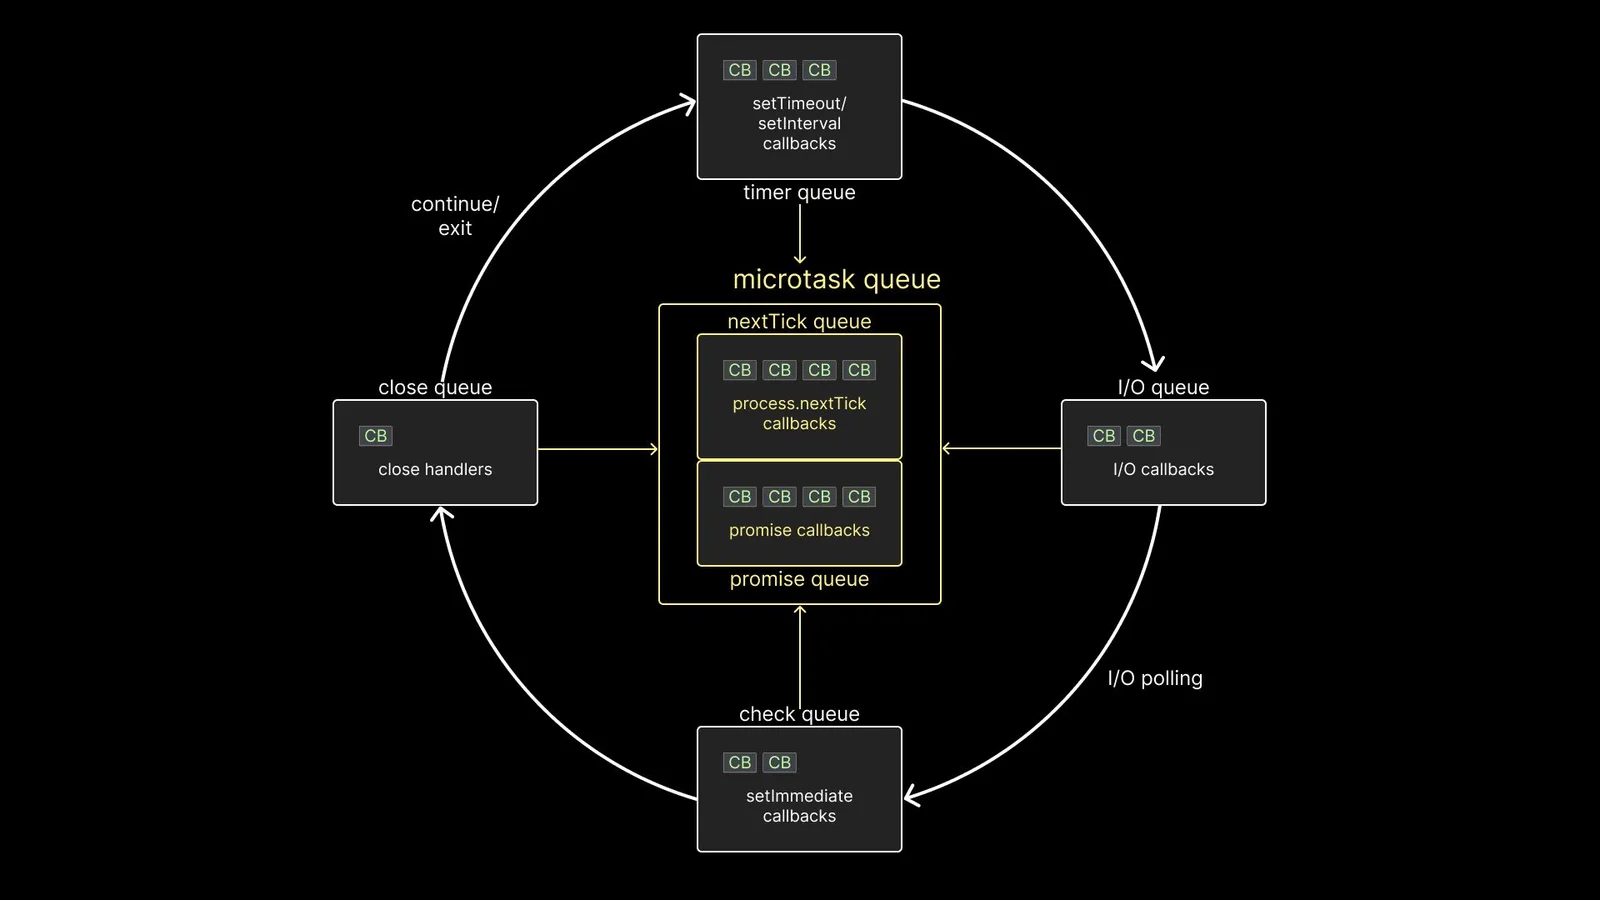 CB CB CB
setTimeout/
setInterval
callbacks
timer queue
continue/
exit
microtask queue
nextTick queue
CB CB CB CB
process.nextTick
callbacks
CB CB CB CB
promise callbacks
promise queue
close queue
CB
close handlers
I/O queue
CB CB
I/O callbacks
I/O polling
check queue
CB CB
setImmediate
callbacks